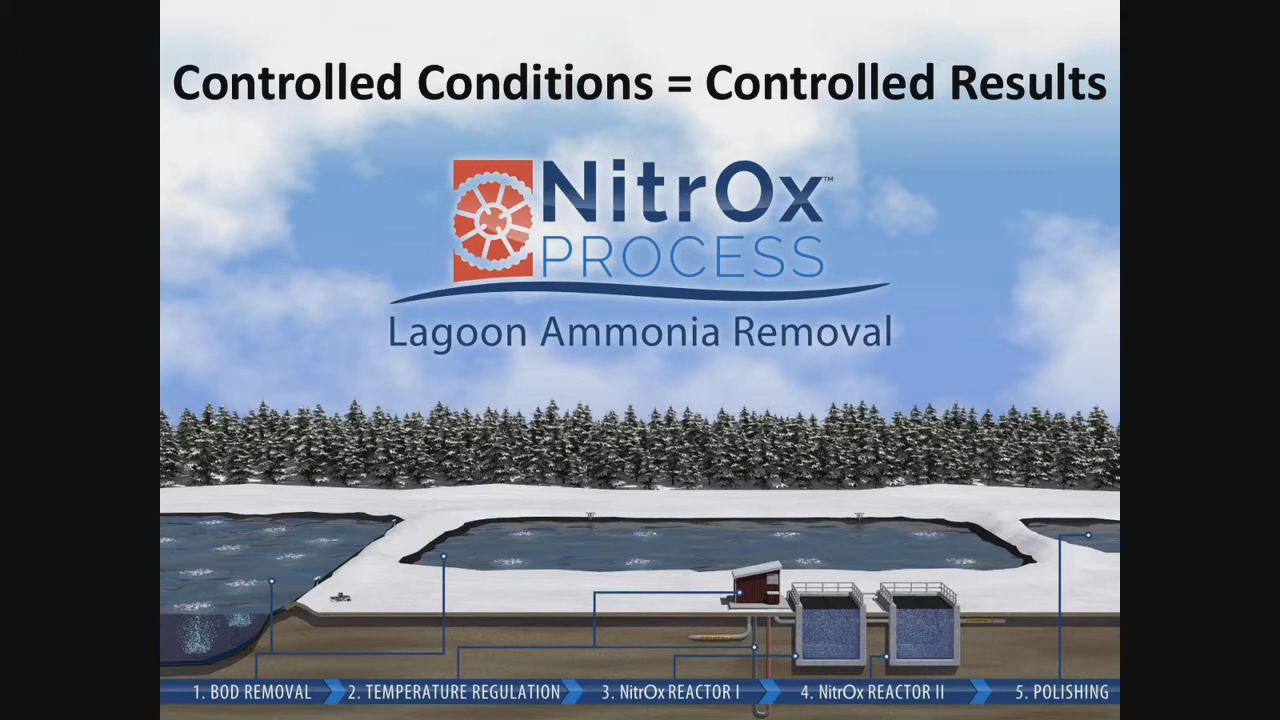 Controlled Conditions = Controlled Results
NitrOx™
PROCESS
Lagoon Ammonia Removal
1. BOD REMOVAL
2. TEMPERATURE REGULATION
3. NitrOx REACTOR I
4. NitrOx REACTOR II
5. POLISHING